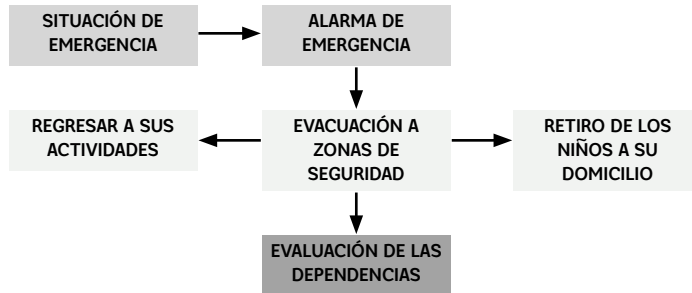 SITUACIÓN DE
EMERGENCIA
ALARMA DE
EMERGENCIA
REGRESAR A SUS
ACTIVIDADES
EVACUACIÓN A
ZONAS DE
SEGURIDAD
RETIRO DE LOS
NIÑOS A SU
DOMICILIO
EVALUACIÓN DE LAS
DEPENDENCIAS